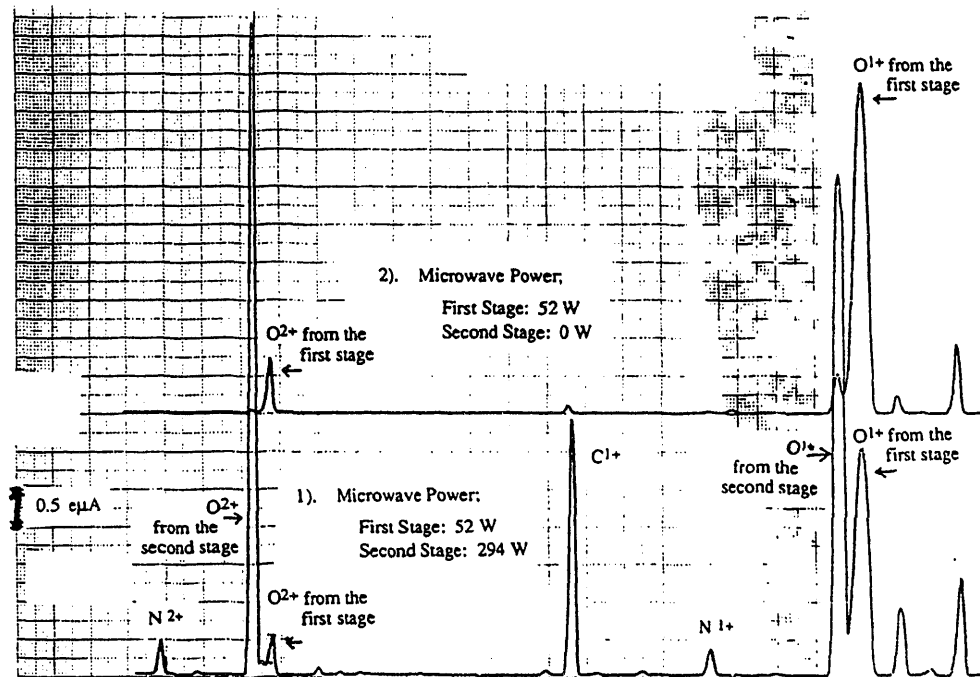 O1+ from the
first stage
2). Microwave Power;
First Stage: 52 W
Second Stage: 0 W
O2+ from the
first stage
O1+ from the
first stage
C1+
O1+
from the
second stage
0.5 eμA
O2+
from the
second stage
1). Microwave Power;
First Stage: 52 W
Second Stage: 294 W
O2+ from the
first stage
N 2+
N 1+